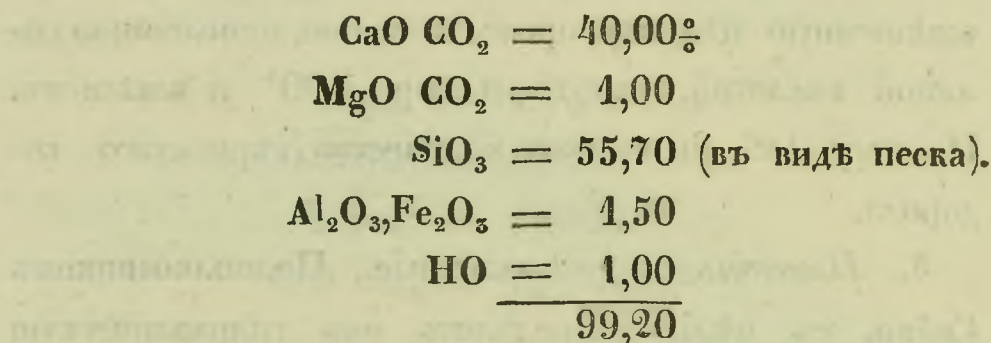 CaO CO₂ = 40,00%
MgO CO₂ = 1,00
SiO₃ = 55,70 (въ видѣ песка).
Al₂O₃,Fe₂O₃ = 1,50
HO = 1,00
99,20